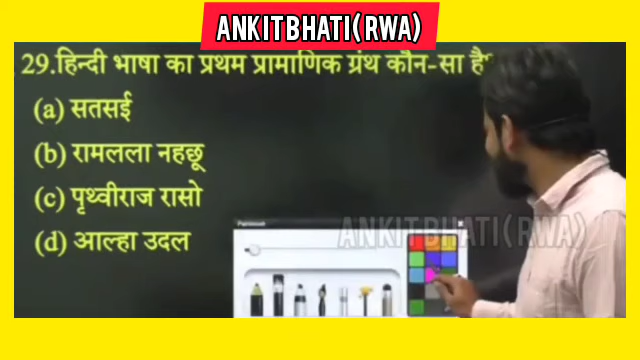 ANKITBHATI(RWA)
29.हिन्दी भाषा का प्रथम प्रामाणिक ग्रंथ कौन-सा है?
(a) सतसई
(b) रामलला नहछू
(c) पृथ्वीराज रासो
(d) आल्हा उदल
ANKITBHATI(RWA)